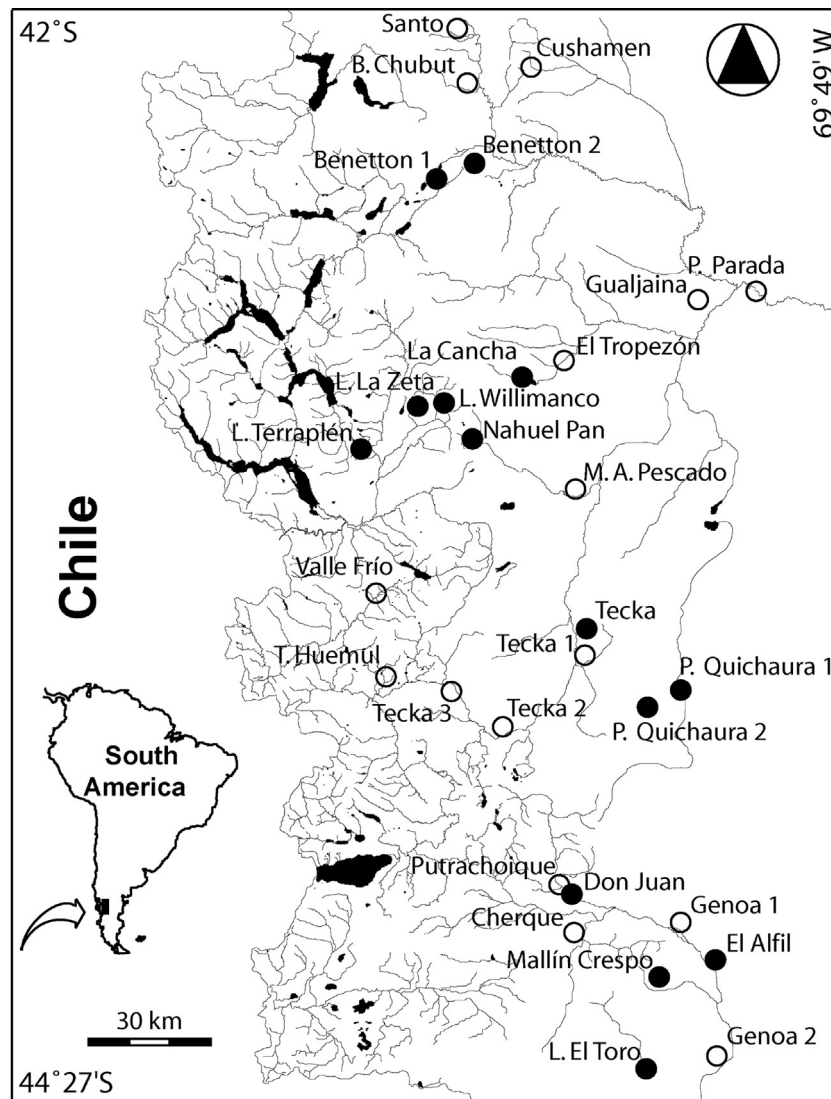 42°S
Santo
Cushamen
B. Chubut
69°49' W
Benetton 2
Benetton 1
P. Parada
Gualjaina
El Tropezón
La Cancha
L. La Zeta
L. Willimanco
Nahuel Pan
L. Terraplén
M. A. Pescado
Chile
Valle Frío
Tecka
Tecka 1
T. Huemul
P. Quichaura 1
Tecka 3
Tecka 2
P. Quichaura 2
South
America
Putrachoique
Don Juan
Cherque
Genoa 1
El Alfil
Mallín Crespo
30 km
Genoa 2
L. El Toro
44°27'S